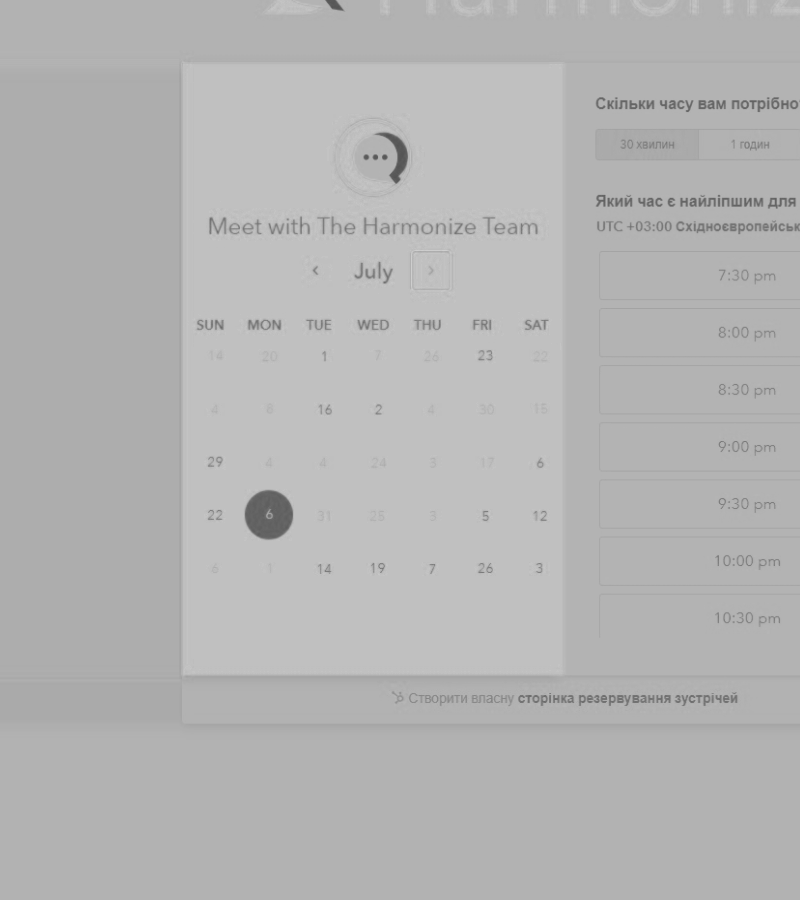 Harmoniz
Meet with The Harmonize Team
July
SUN MON TUE WED THU FRI SAT
14 20 1 7 26 23 22
4 8 16 2 4 30 15
29 4 4 24 3 17 6
22 6 31 25 3 5 12
6 1 14 19 7 26 3
Скільки часу вам потрібно
30 хвилин 1 годин
Який час є найліпшим для
UTC +03:00 Східноєвропейськ
7:30 pm
8:00 pm
8:30 pm
9:00 pm
9:30 pm
10:00 pm
10:30 pm
Створити власну сторінка резервування зустрічей